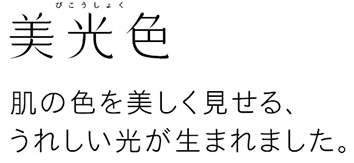 びこうしょく
美光色
肌の色を美しく見せる、
うれしい光が生まれました。